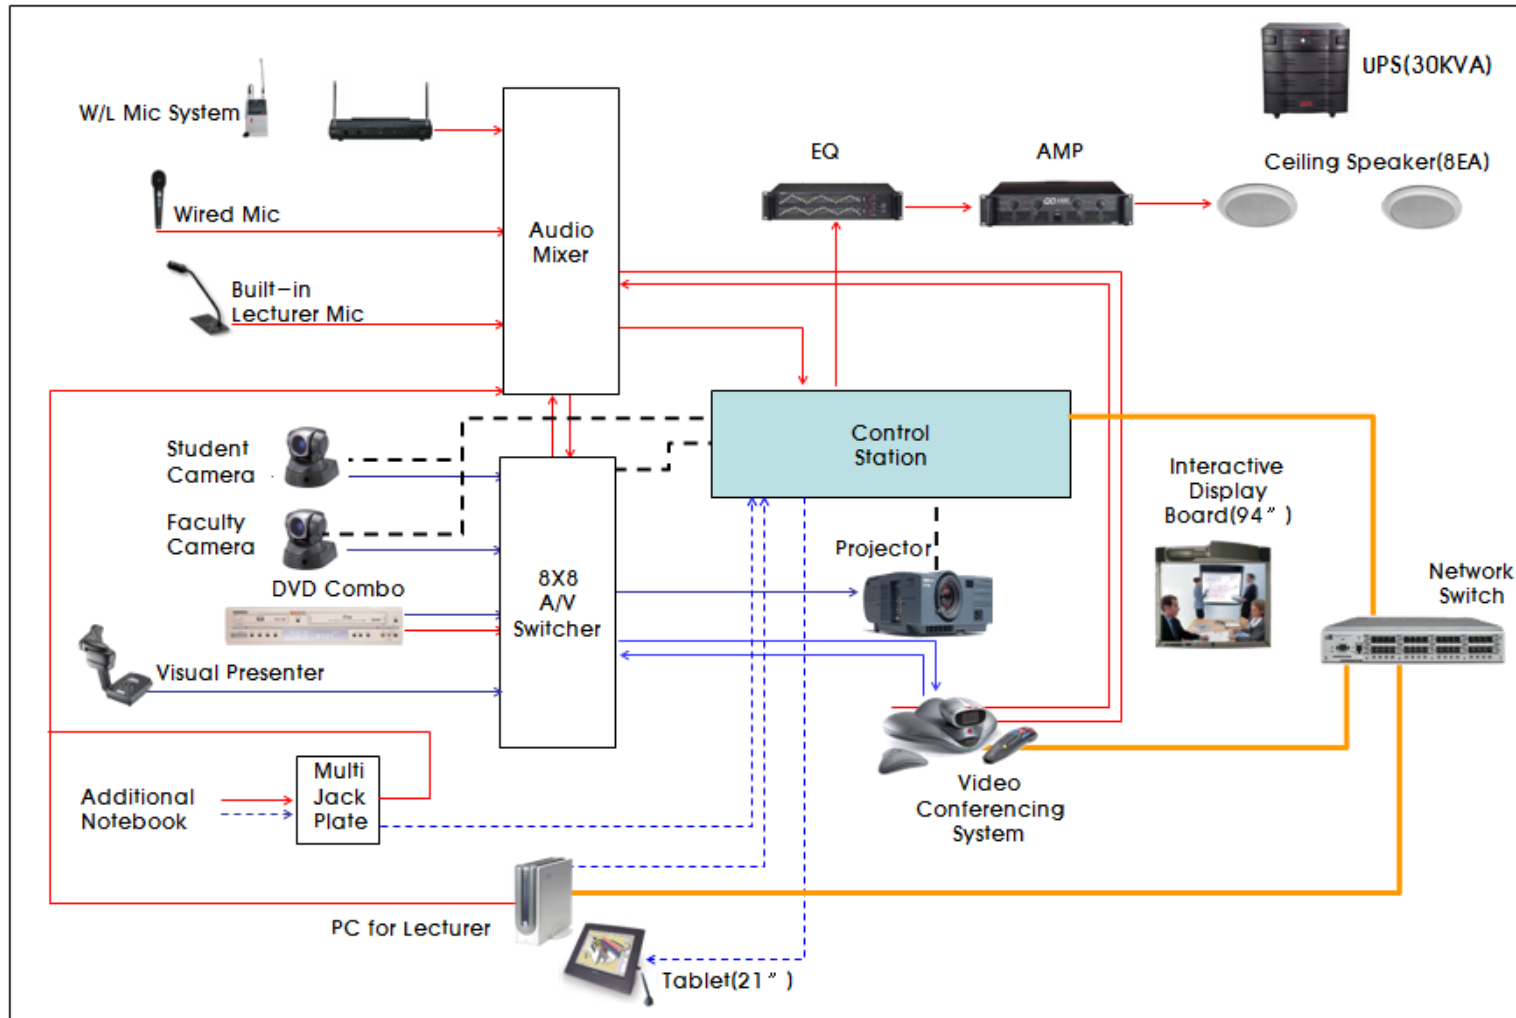 UPS(30KVA)
W/L Mic System
EQ
AMP
Ceiling Speaker(8EA)
Wired Mic
Audio
Mixer
Built-in
Lecturer Mic
Control
Station
Student
Camera
Interactive
Display
Board(94″)
Faculty
Camera
Projector
DVD Combo
8X8
A/V
Switcher
Network
Switch
Visual Presenter
Multi
Jack
Plate
Additional
Notebook
Video
Conferencing
System
PC for Lecturer
Tablet(21″)